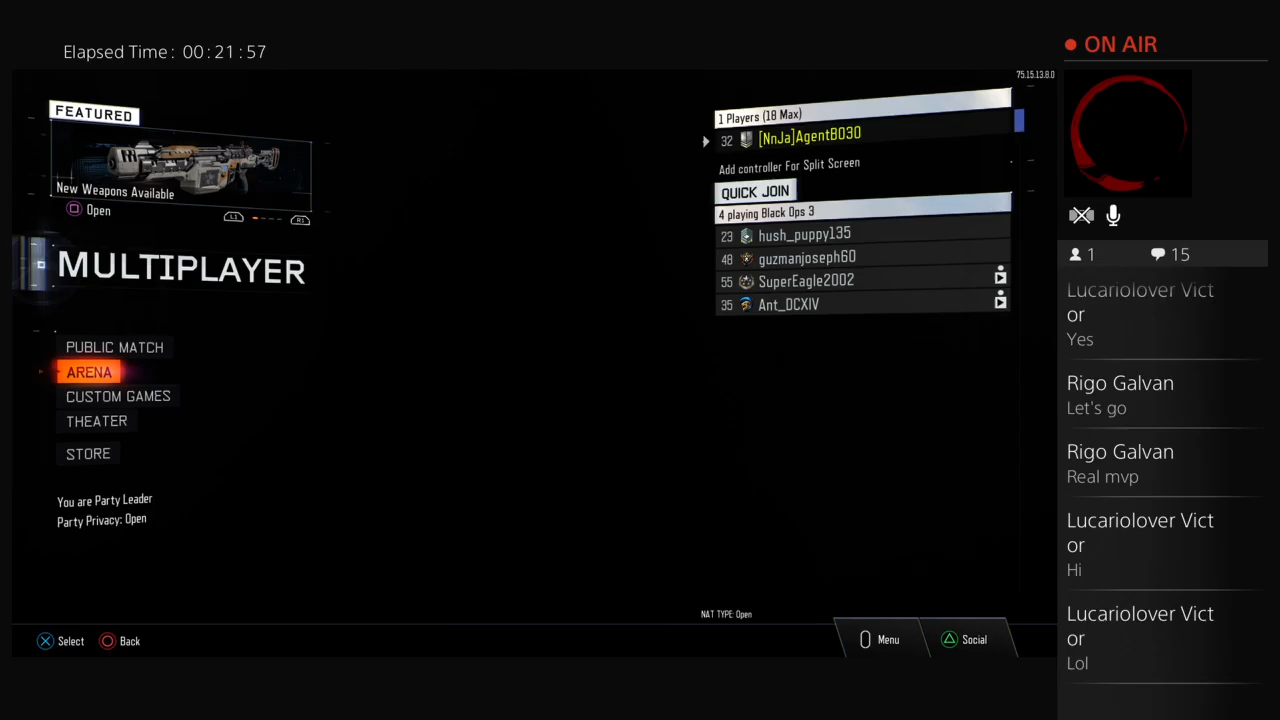 Elapsed Time: 00:21:57
ON AIR
75.15.13.8.0
FEATURED
New Weapons Available
Open
L1
R1
MULTIPLAYER
PUBLIC MATCH
ARENA
CUSTOM GAMES
THEATER
STORE
You are Party Leader
Party Privacy: Open
1 Players (18 Max)
32 [NnJa]AgentBO30
Add controller For Split Screen
QUICK JOIN
4 playing Black Ops 3
23 hush_puppy135
48 guzmanjoseph60
55 SuperEagle2002
35 Ant_DCXIV
NAT TYPE: Open
Select
Back
Menu
Social
1
15
Lucariolover Vict
or
Yes
Rigo Galvan
Let's go
Rigo Galvan
Real mvp
Lucariolover Vict
or
Hi
Lucariolover Vict
or
Lol